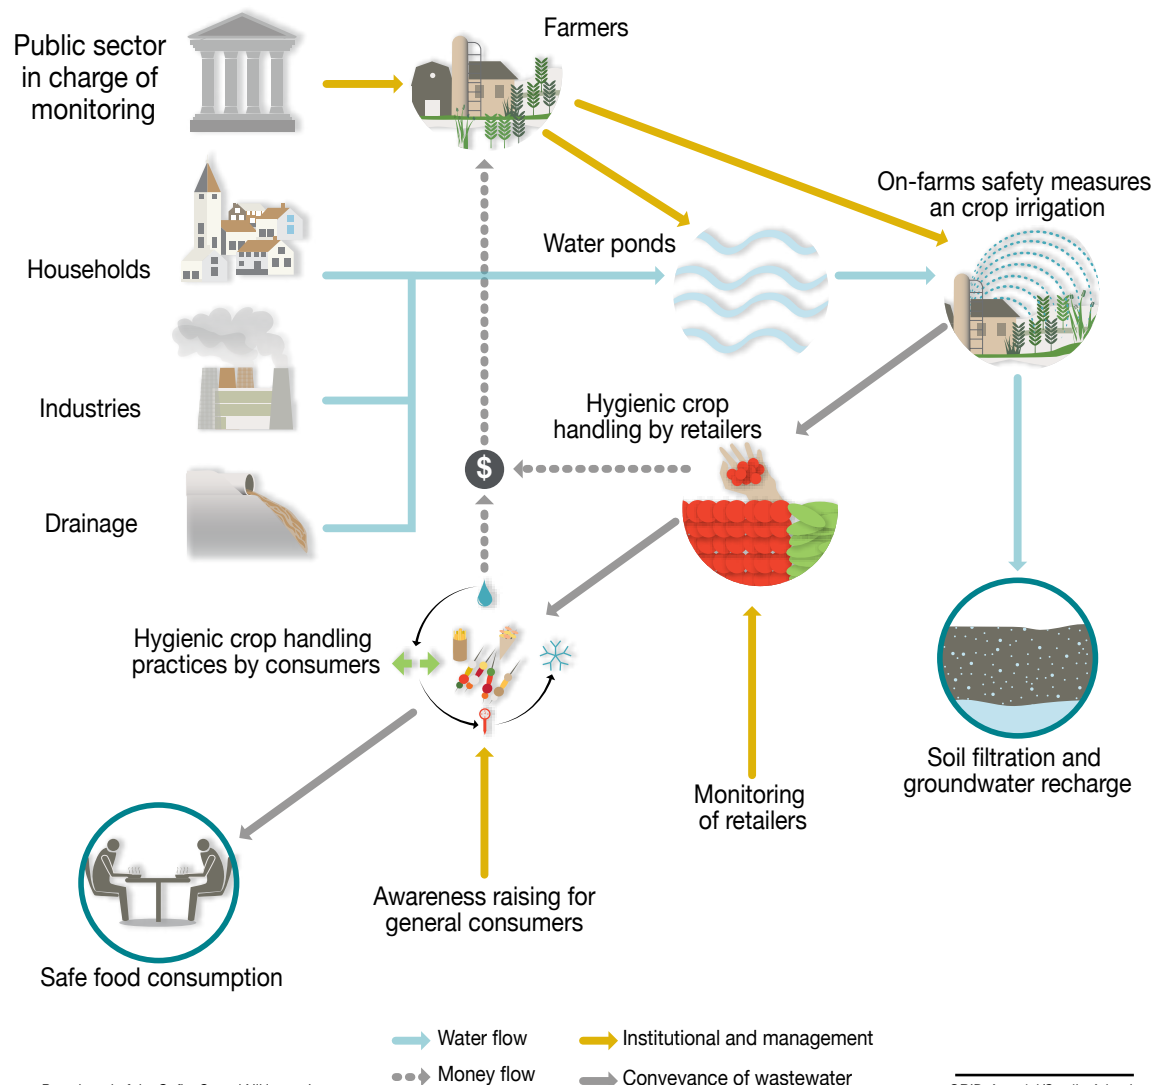 Public sector
in charge of
monitoring
Farmers
On-farms safety measures
an crop irrigation
Water ponds
Households
Industries
Hygienic crop
handling by retailers
$
Drainage
Hygienic crop handling
practices by consumers
Soil filtration and
groundwater recharge
Monitoring
of retailers
Awareness raising for
general consumers
Safe food consumption
Water flow
Institutional and management
Money flow
Conveyance of wastewater